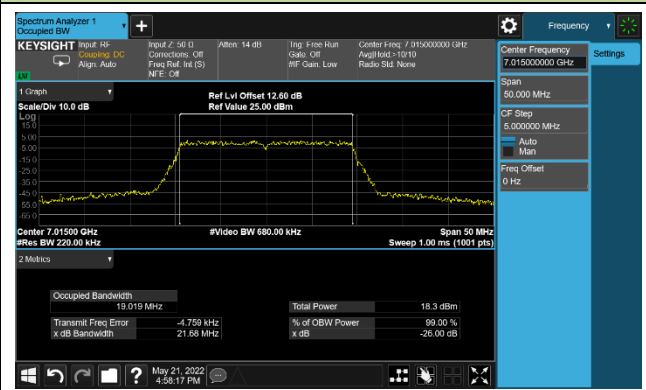 Spectrum Analyzer 1
Occupied BW
Frequency
KEYSIGHT
Input: RF
Coupling: DC
Align: Auto
Input Z: 50 Ω
Corrections: Off
Freq Ref: Int (S)
NFE: Off
Atten: 14 dB
Trig: Free Run
Gate: Off
#IF Gain: Low
Center Freq: 7.015000000 GHz
Avg|Hold:>10/10
Radio Std: None
Center Frequency
7.015000000 GHz
Settings
Span
50.000 MHz
CF Step
5.000000 MHz
Auto
Man
Freq Offset
0 Hz
1 Graph
Scale/Div 10.0 dB
Ref Lvl Offset 12.60 dB
Ref Value 25.00 dBm
Log
15.0
5.00
-5.00
-15.0
-25.0
-35.0
-45.0
-55.0
-65.0
Center 7.01500 GHz
#Res BW 220.00 kHz
#Video BW 680.00 kHz
Span 50 MHz
Sweep 1.00 ms (1001 pts)
2 Metrics
Occupied Bandwidth
19.019 MHz
Total Power 18.3 dBm
Transmit Freq Error -4.759 kHz
% of OBW Power 99.00 %
x dB Bandwidth 21.68 MHz
x dB -26.00 dB
May 21, 2022
4:58:17 PM